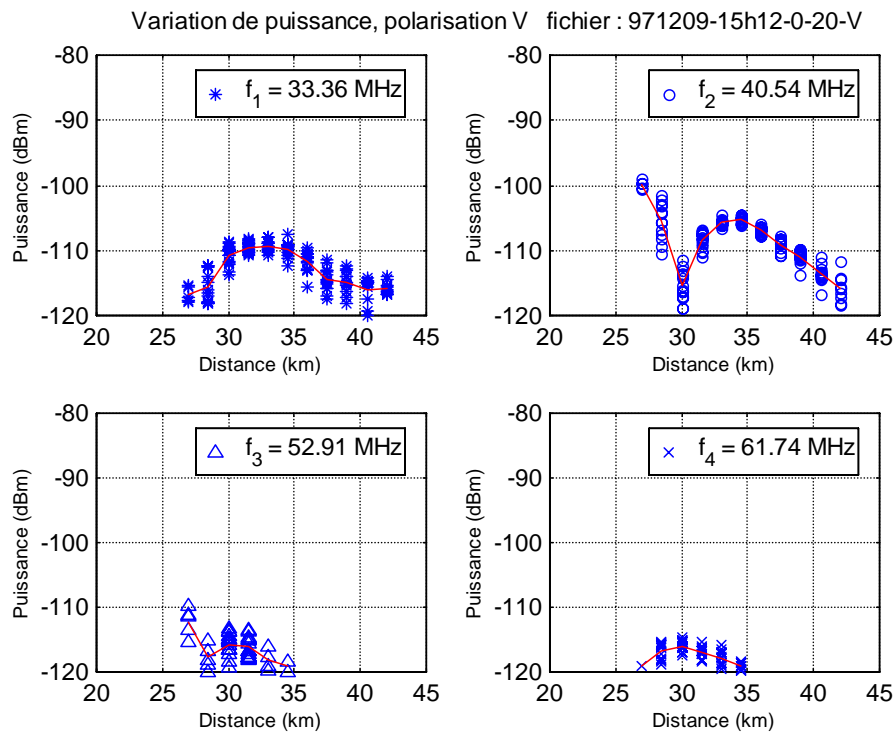 Variation de puissance, polarisation V fichier : 971209-15h12-0-20-V
-80
-90
-100
-110
-120
Puissance (dBm)
f1 = 33.36 MHz
20 25 30 35 40 45
Distance (km)
-80
-90
-100
-110
-120
Puissance (dBm)
f2 = 40.54 MHz
20 25 30 35 40 45
Distance (km)
-80
-90
-100
-110
-120
Puissance (dBm)
f3 = 52.91 MHz
20 25 30 35 40 45
Distance (km)
-80
-90
-100
-110
-120
Puissance (dBm)
f4 = 61.74 MHz
20 25 30 35 40 45
Distance (km)